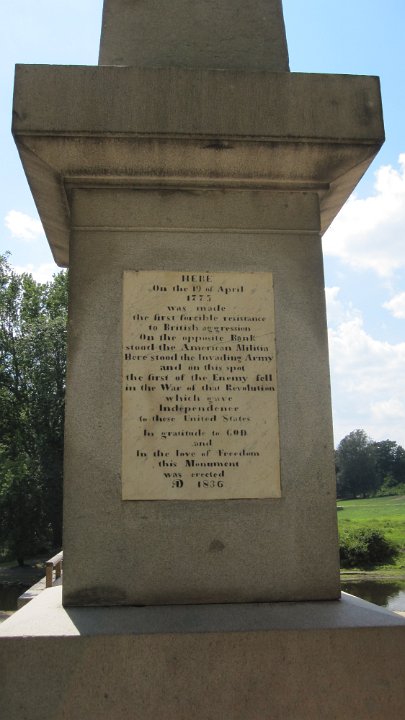 HERE
On the 19 of April
1775
was made
the first forcible resistance
to British aggression
On the opposite Bank
stood the American Militia
Here stood the Invading Army
and on this spot
the first of the Enemy fell
in the War of that Revolution
which gave
Independence
to these United States
In gratitude to GOD
and
In the love of Freedom
this Monument
was erected
AD 1836